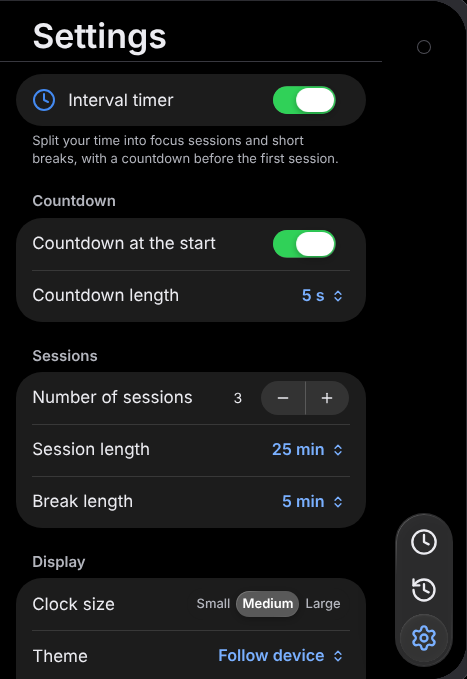 Settings
Interval timer
Split your time into focus sessions and short
breaks, with a countdown before the first session.
Countdown
Countdown at the start
Countdown length 5 s
Sessions
Number of sessions 3 − +
Session length 25 min
Break length 5 min
Display
Clock size Small Medium Large
Theme Follow device